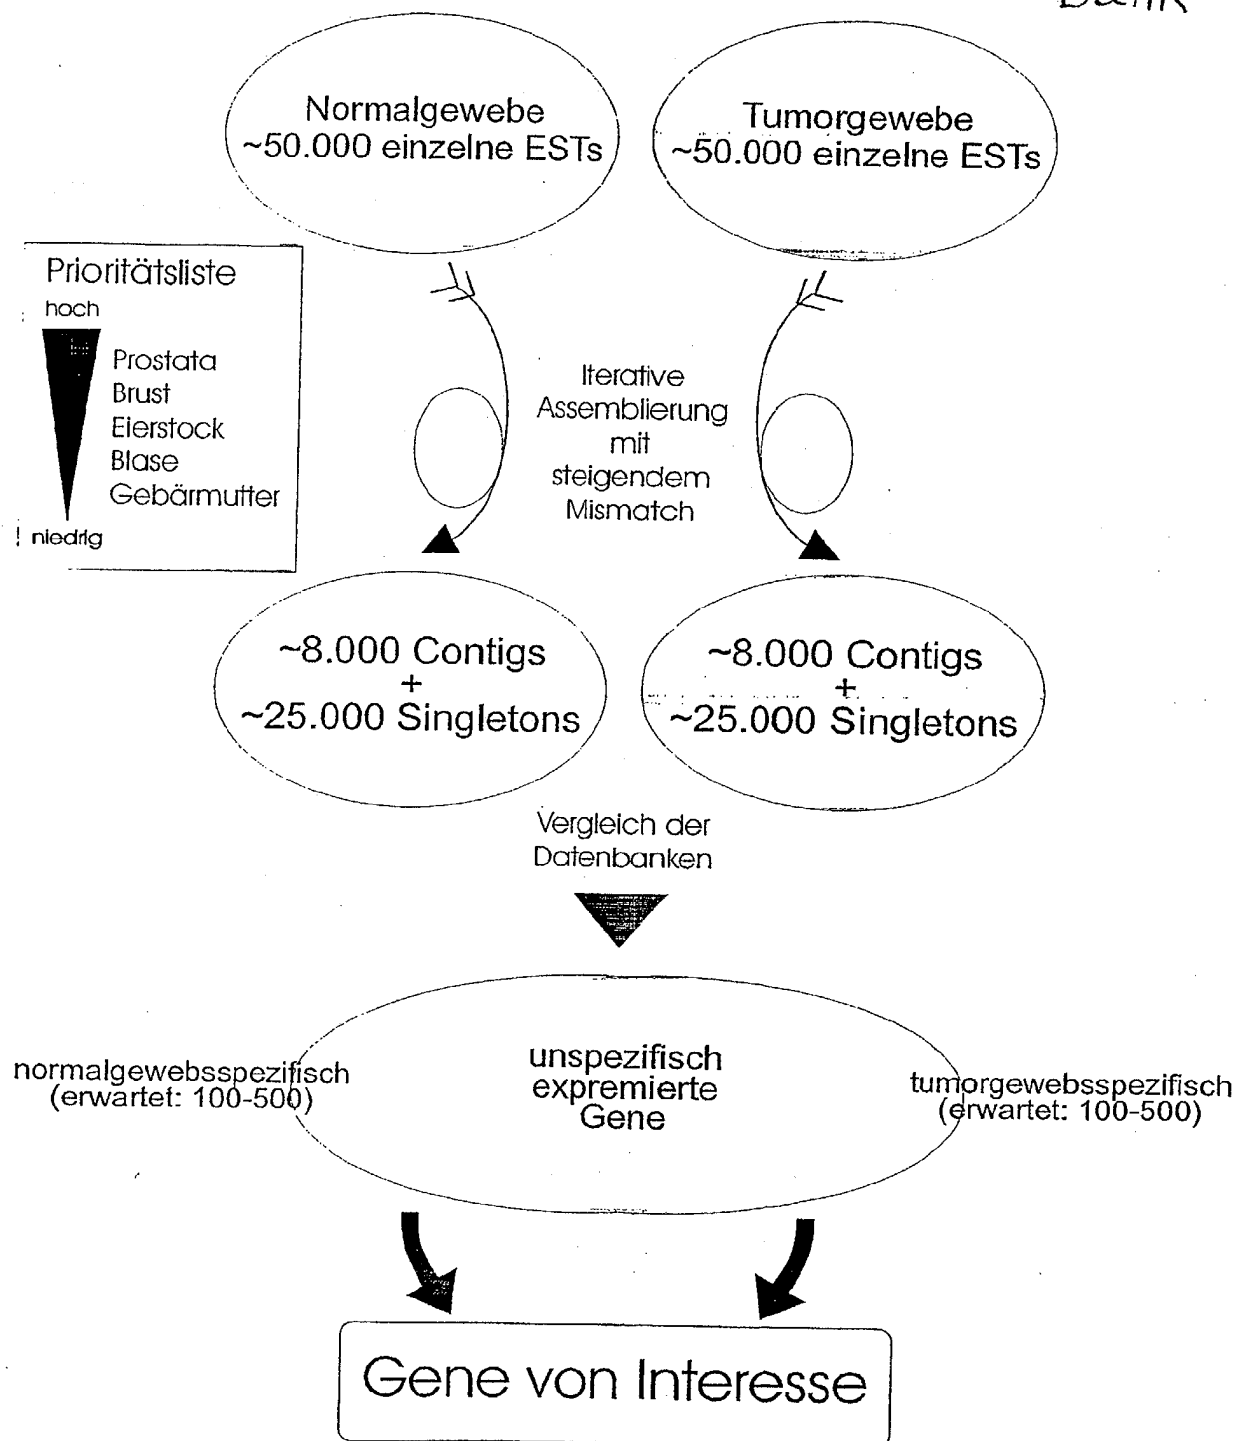 Normalgewebe
~50.000 einzelne ESTs
Tumorgewebe
~50.000 einzelne ESTs
Prioritätsliste
hoch
Prostata
Brust
Eierstock
Blase
Gebärmutter
! niedrig
Iterative
Assemblierung
mit
steigendem
Mismatch
~8.000 Contigs
+
~25.000 Singletons
~8.000 Contigs
+
~25.000 Singletons
Vergleich der
Datenbanken
normalgewebsspezifisch
(erwartet: 100-500)
unspezifisch
expremierte
Gene
tumorgewebsspezifisch
(erwartet: 100-500)
Gene von Interesse